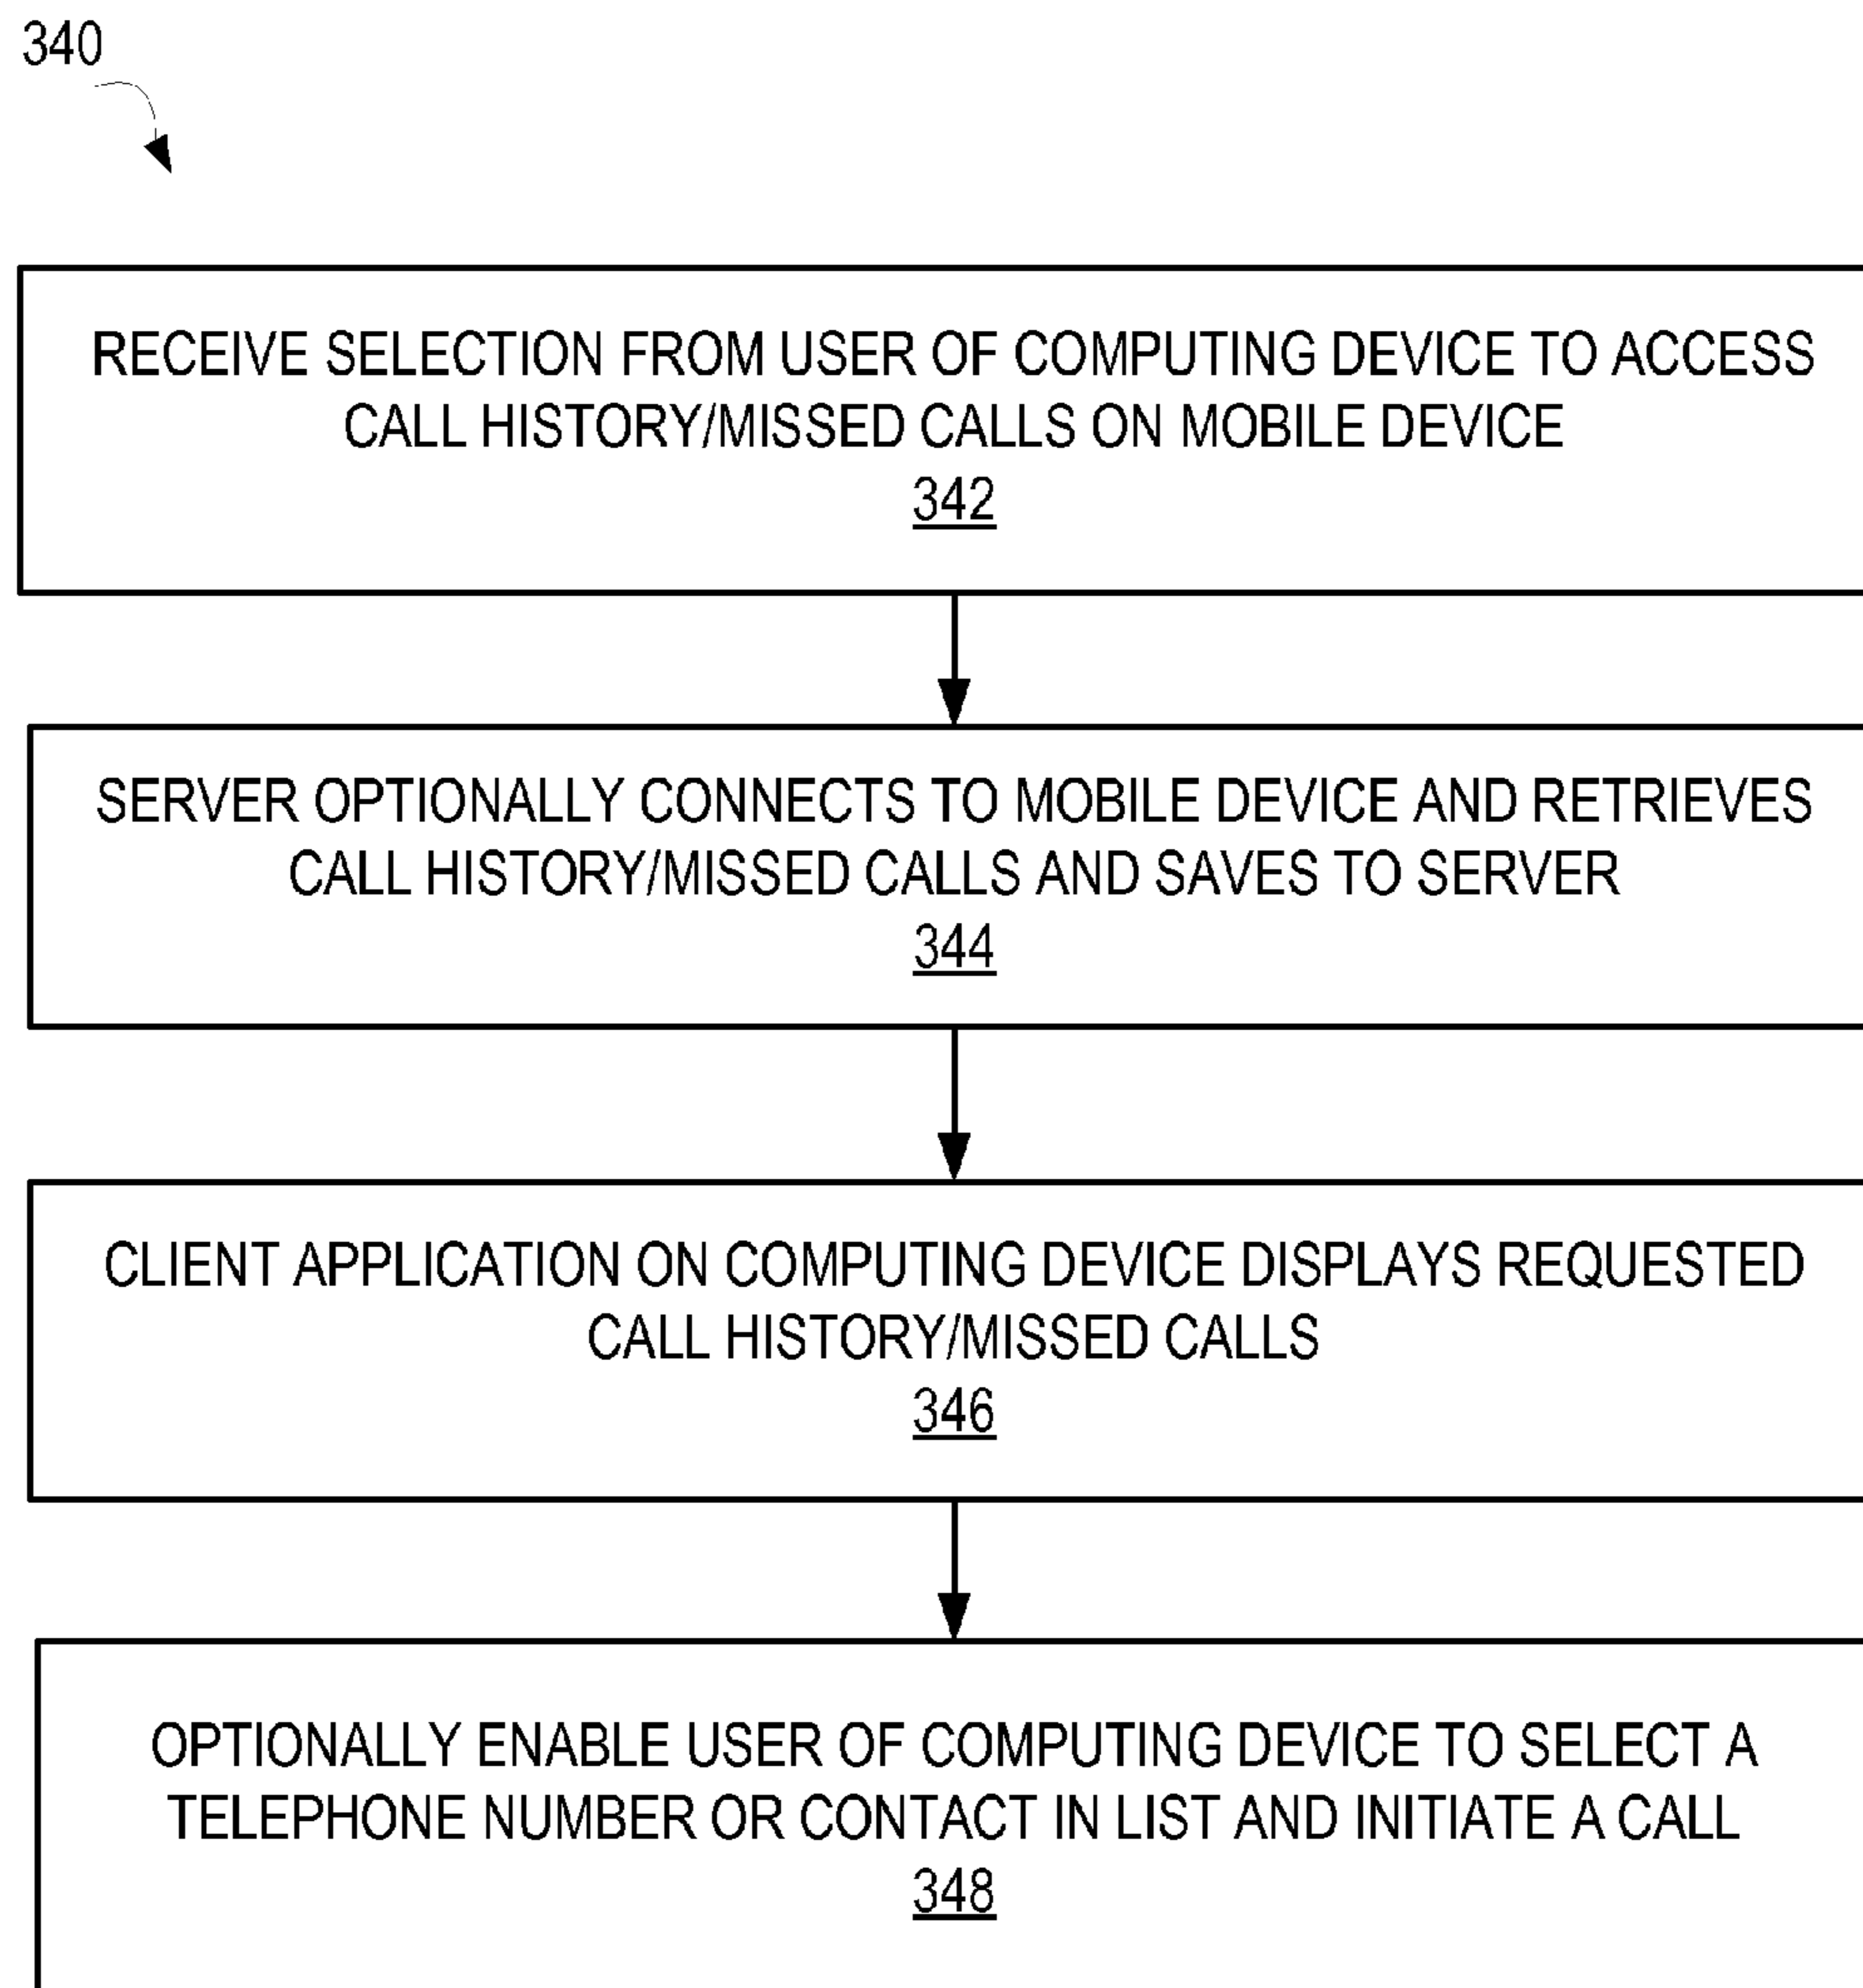 340
RECEIVE SELECTION FROM USER OF COMPUTING DEVICE TO ACCESS
CALL HISTORY/MISSED CALLS ON MOBILE DEVICE
342
SERVER OPTIONALLY CONNECTS TO MOBILE DEVICE AND RETRIEVES
CALL HISTORY/MISSED CALLS AND SAVES TO SERVER
344
CLIENT APPLICATION ON COMPUTING DEVICE DISPLAYS REQUESTED
CALL HISTORY/MISSED CALLS
346
OPTIONALLY ENABLE USER OF COMPUTING DEVICE TO SELECT A
TELEPHONE NUMBER OR CONTACT IN LIST AND INITIATE A CALL
348